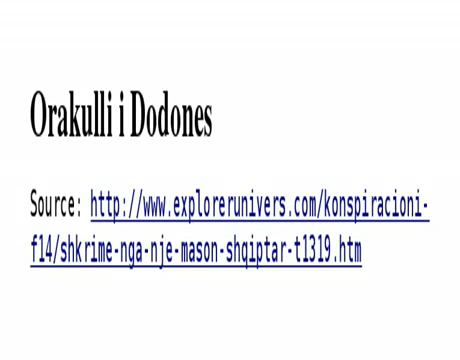 Orakulli i Dodones
Source: http://www.explorerunivers.com/konspiracioni-
f14/shkrime-nga-nje-mason-shqiptar-t1319.htm